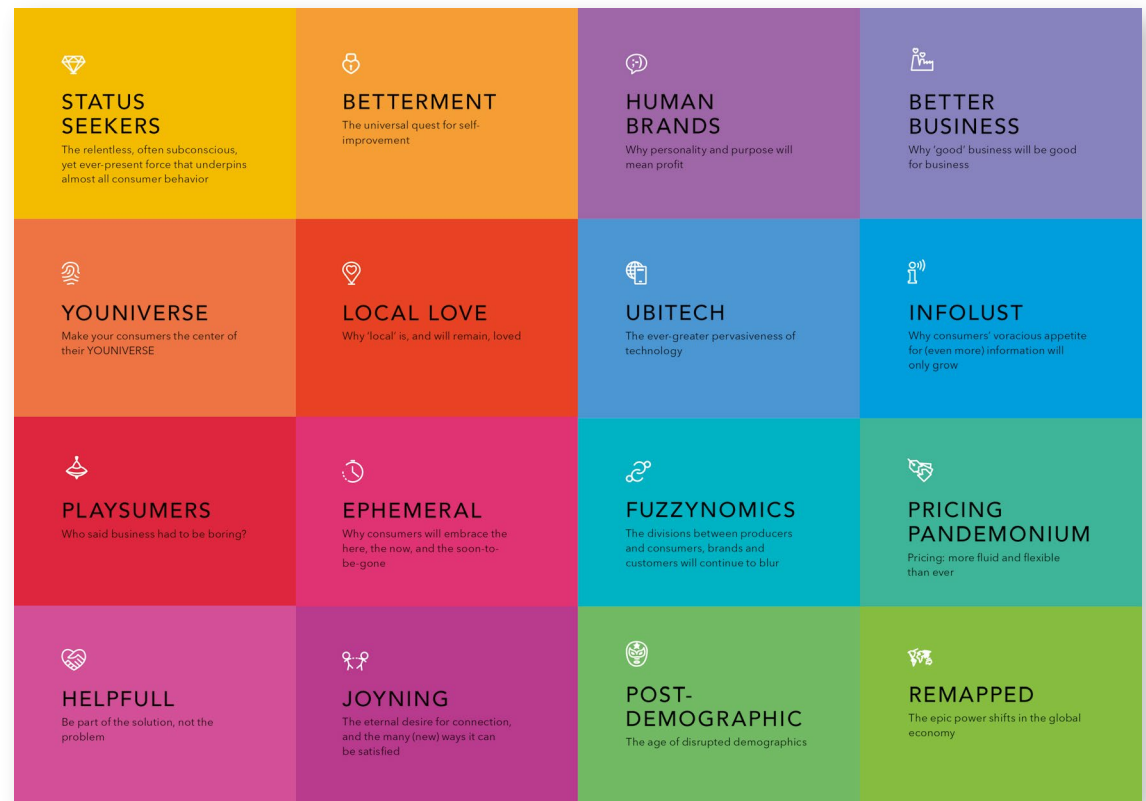 STATUS
SEEKERS
The relentless, often subconscious,
yet ever-present force that underpins
almost all consumer behavior
BETTERMENT
The universal quest for self-
improvement
HUMAN
BRANDS
Why personality and purpose will
mean profit
BETTER
BUSINESS
Why 'good' business will be good
for business
YOUNIVERSE
Make your consumers the center of
their YOUNIVERSE
LOCAL LOVE
Why 'local' is, and will remain, loved
UBITECH
The ever-greater pervasiveness of
technology
INFOLUST
Why consumers' voracious appetite
for (even more) information will
only grow
PLAYSUMERS
Who said business had to be boring?
EPHEMERAL
Why consumers will embrace the
here, the now, and the soon-to-
be-gone
FUZZYNOMICS
The divisions between producers
and consumers, brands and
customers will continue to blur
PRICING
PANDEMONIUM
Pricing: more fluid and flexible
than ever
HELPFULL
Be part of the solution, not the
problem
JOYNING
The eternal desire for connection,
and the many (new) ways it can
be satisfied
POST-
DEMOGRAPHIC
The age of disrupted demographics
REMAPPED
The epic power shifts in the global
economy